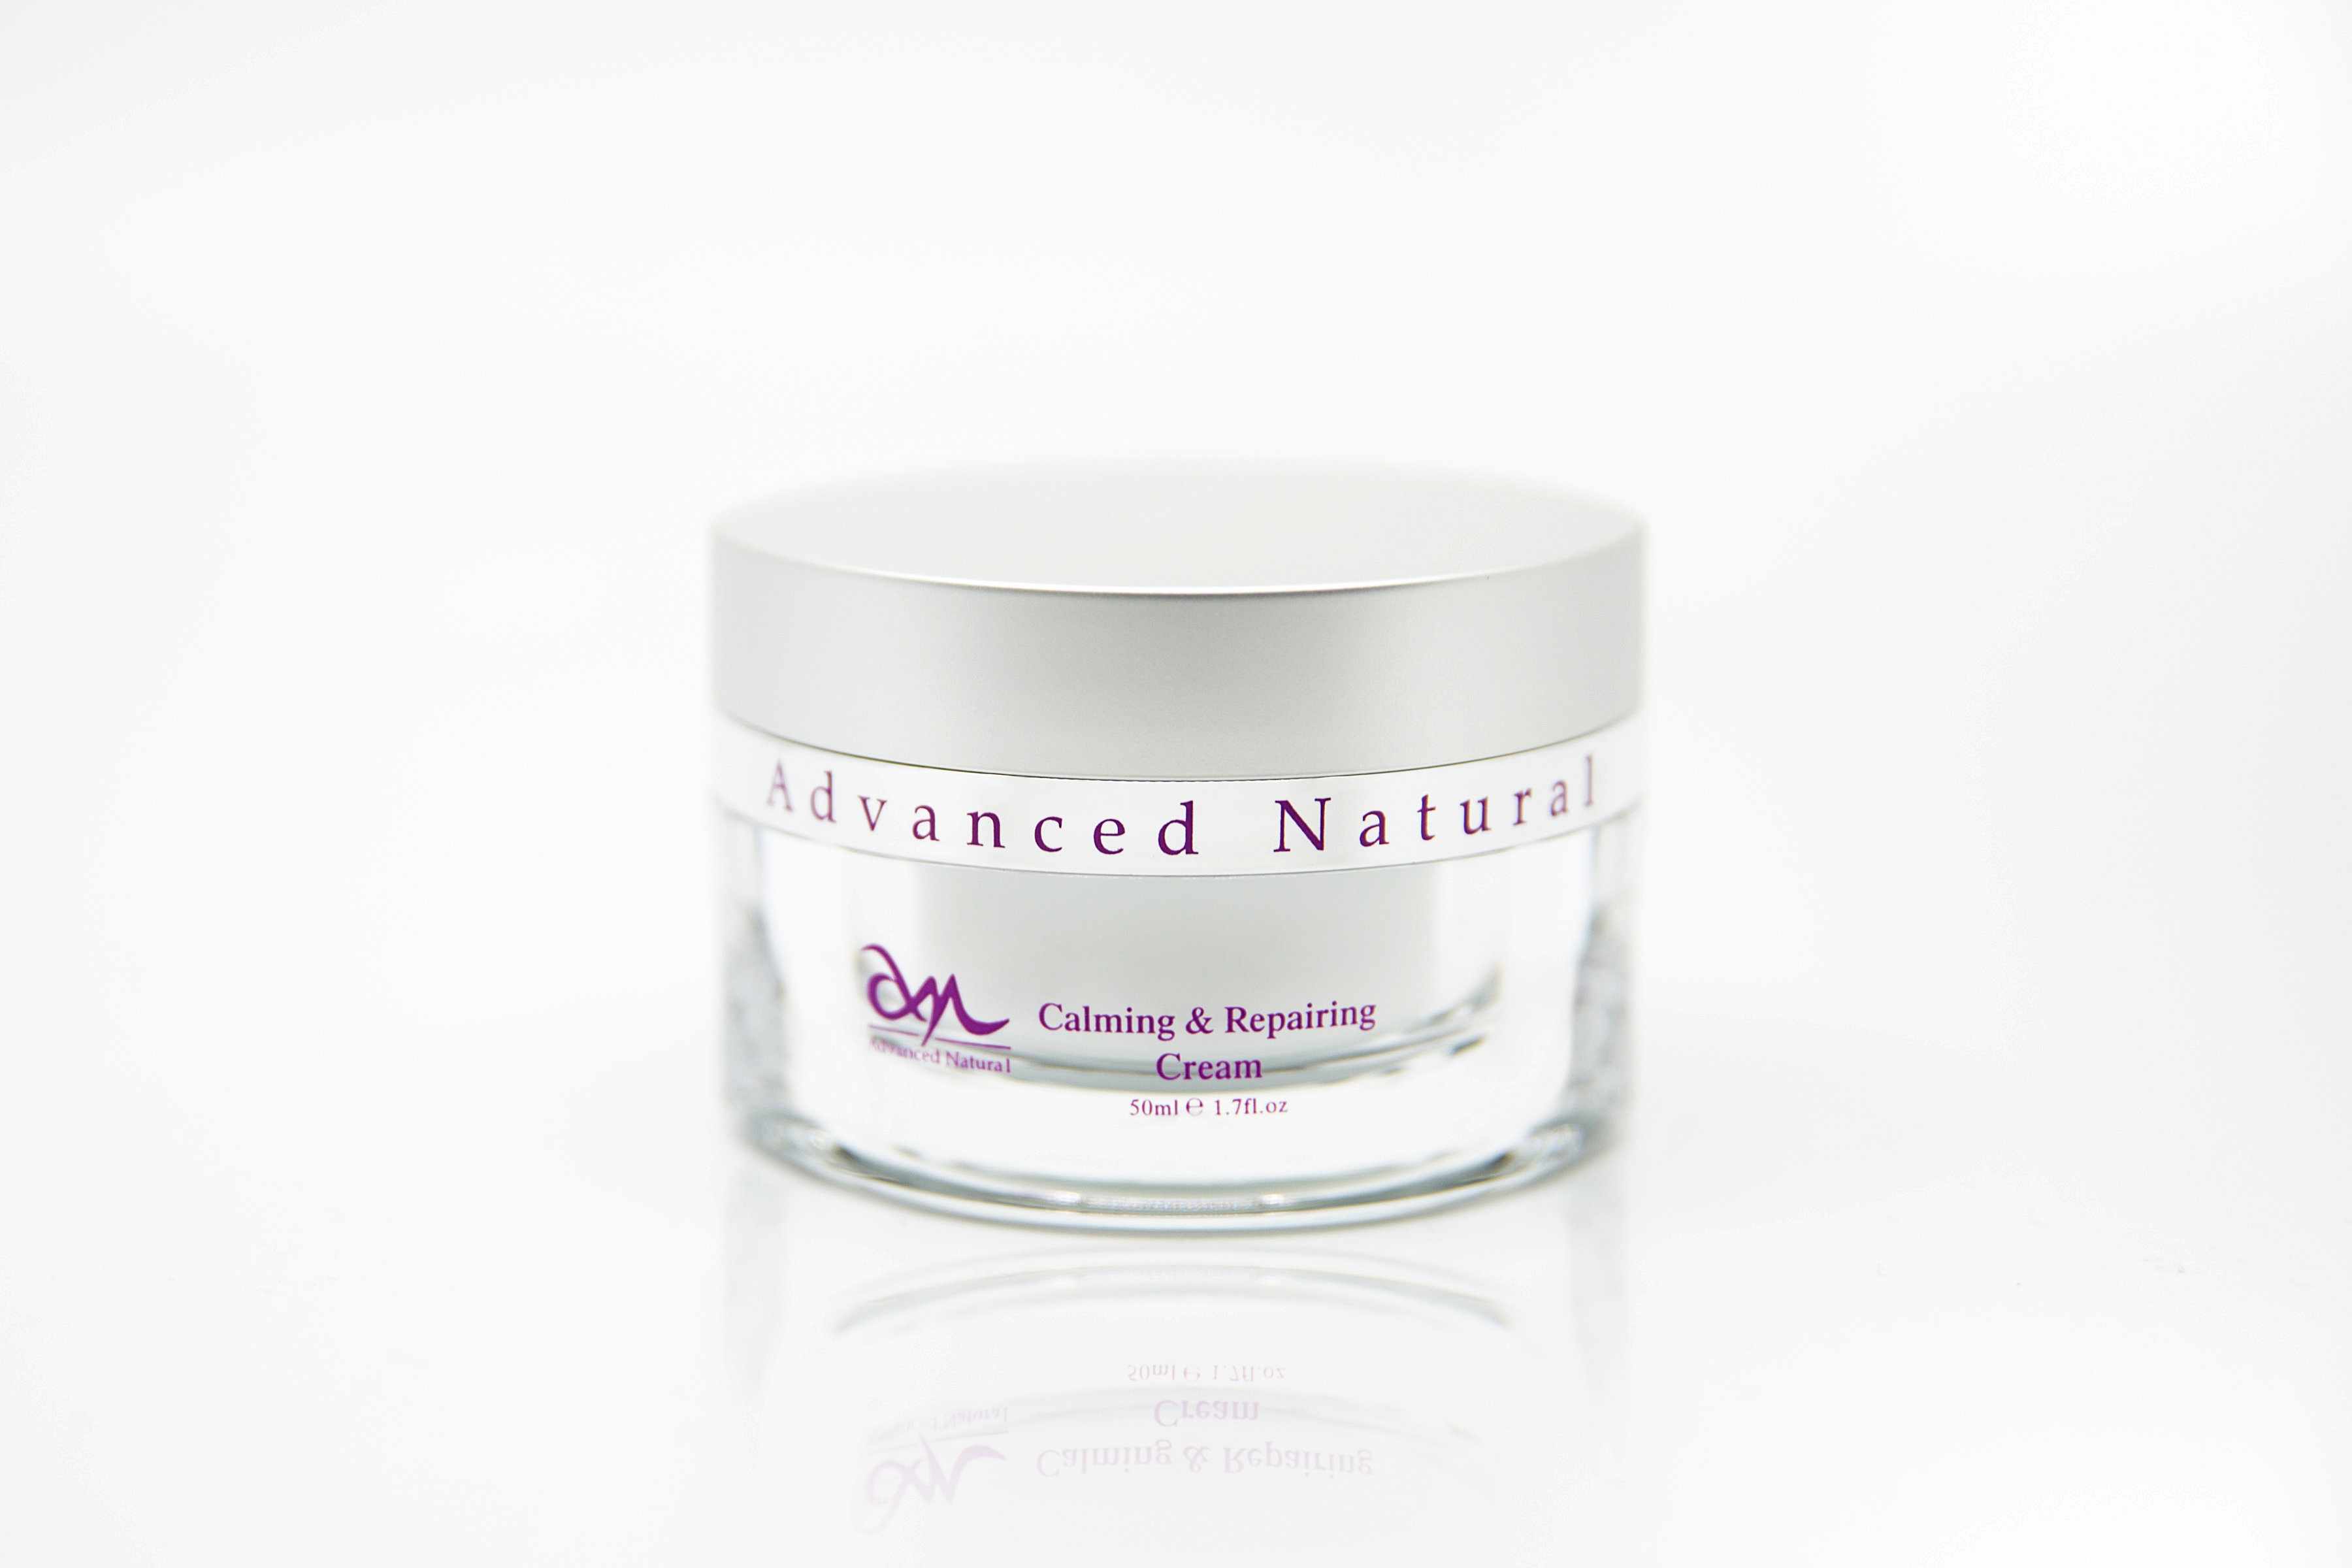 Advanced Natural
Advanced Natural
Calming & Repairing
Cream
50ml ℮ 1.7fl.oz